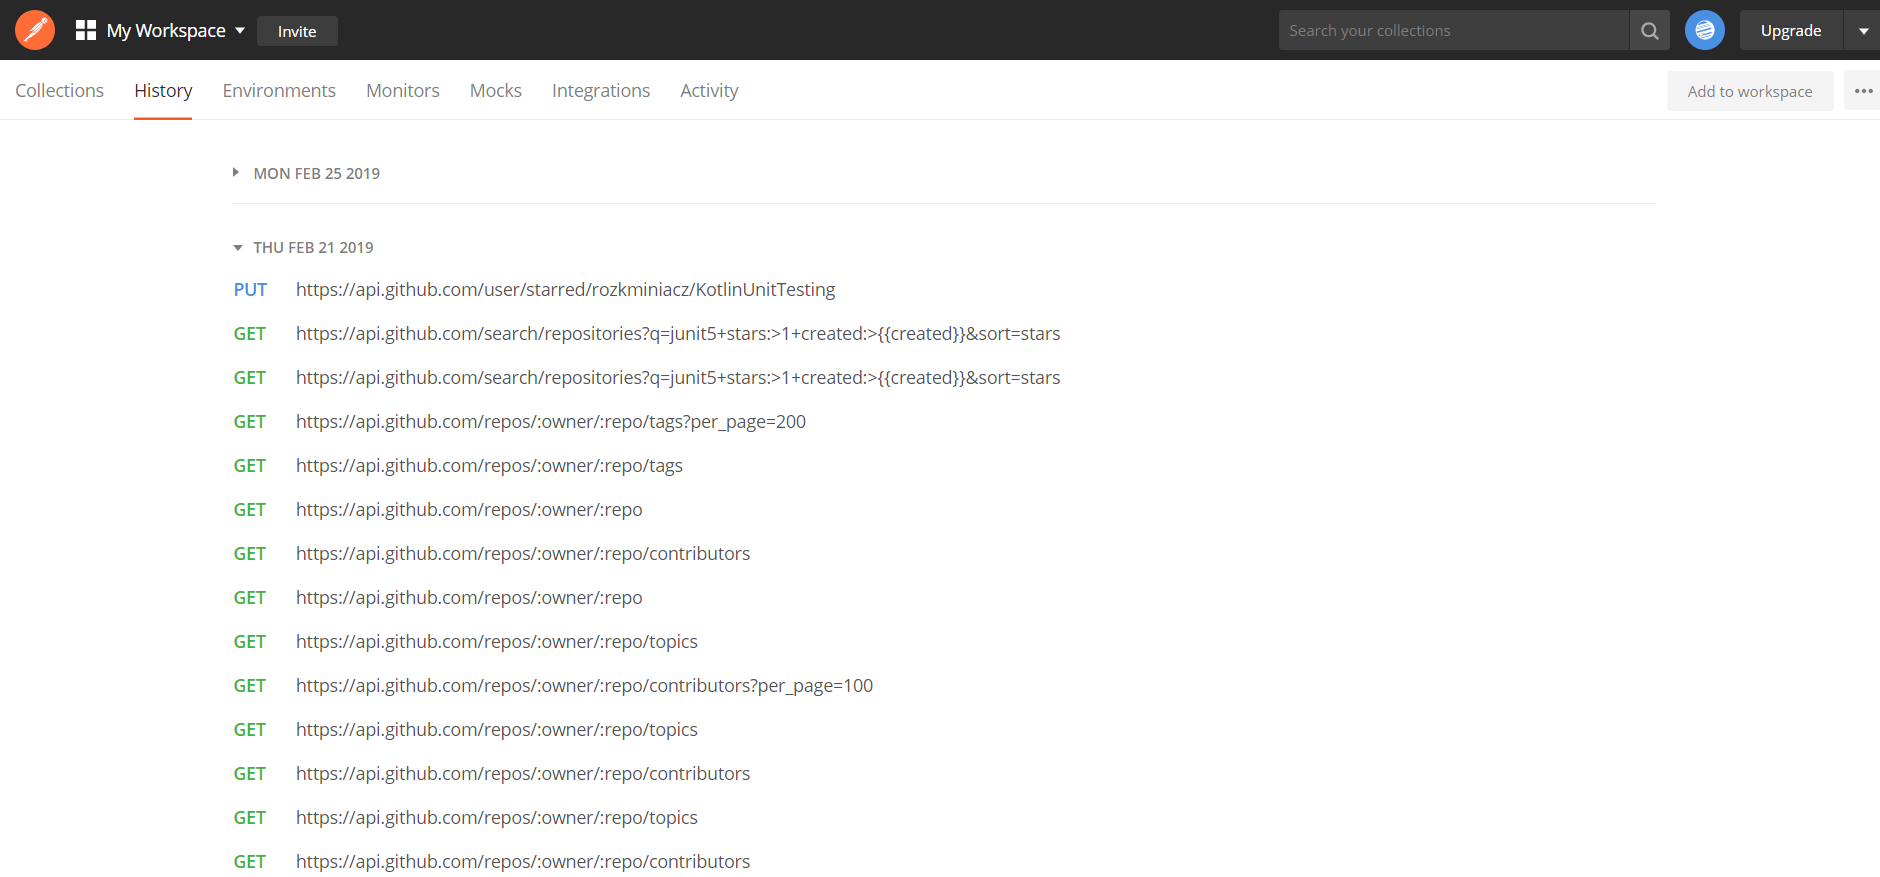 My Workspace Invite Search your collections Upgrade
Collections History Environments Monitors Mocks Integrations Activity Add to workspace
MON FEB 25 2019
THU FEB 21 2019
PUT https://api.github.com/user/starred/rozkminiacz/KotlinUnitTesting
GET https://api.github.com/search/repositories?q=junit5+stars:>1+created:>{{created}}&sort=stars
GET https://api.github.com/search/repositories?q=junit5+stars:>1+created:>{{created}}&sort=stars
GET https://api.github.com/repos/:owner/:repo/tags?per_page=200
GET https://api.github.com/repos/:owner/:repo/tags
GET https://api.github.com/repos/:owner/:repo
GET https://api.github.com/repos/:owner/:repo/contributors
GET https://api.github.com/repos/:owner/:repo
GET https://api.github.com/repos/:owner/:repo/topics
GET https://api.github.com/repos/:owner/:repo/contributors?per_page=100
GET https://api.github.com/repos/:owner/:repo/topics
GET https://api.github.com/repos/:owner/:repo/contributors
GET https://api.github.com/repos/:owner/:repo/topics
GET https://api.github.com/repos/:owner/:repo/contributors